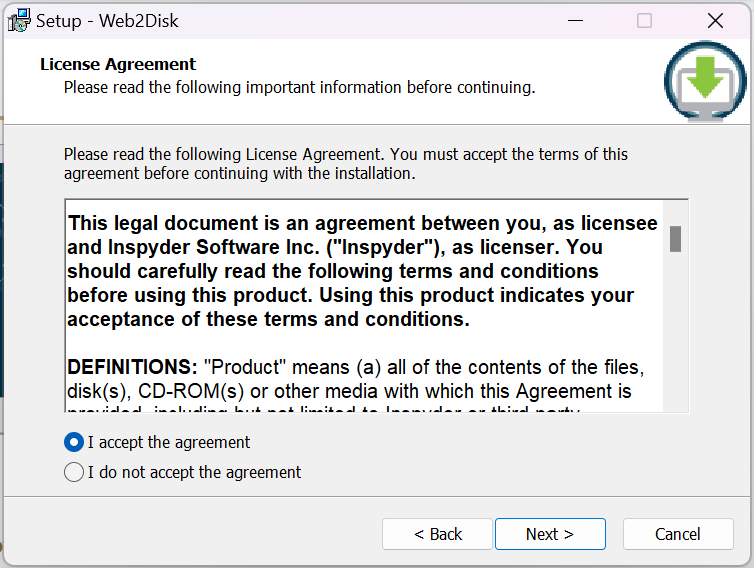 Setup - Web2Disk
License Agreement
Please read the following important information before continuing.
Please read the following License Agreement. You must accept the terms of this
agreement before continuing with the installation.
This legal document is an agreement between you, as licensee
and Inspyder Software Inc. ("Inspyder"), as licenser. You
should carefully read the following terms and conditions
before using this product. Using this product indicates your
acceptance of these terms and conditions.
DEFINITIONS: "Product" means (a) all of the contents of the files,
disk(s), CD-ROM(s) or other media with which this Agreement is
provided, including but not limited to Inspyder or third party
I accept the agreement
I do not accept the agreement
< Back
Next >
Cancel